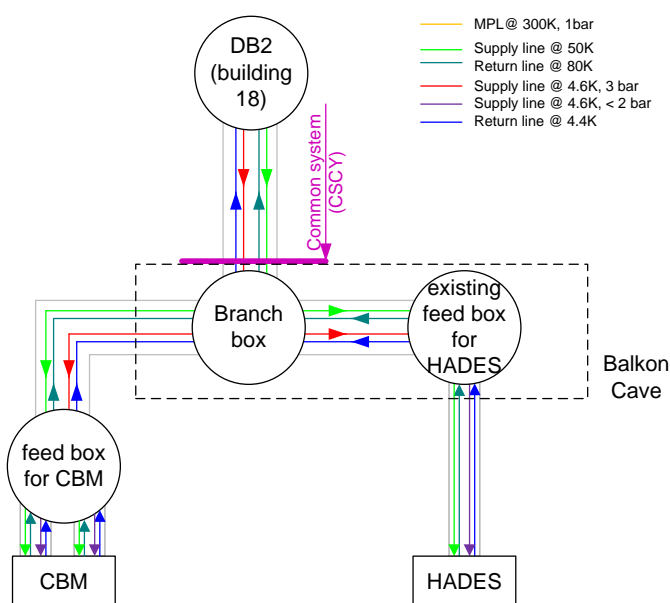 DB2
(building
18)
MPL@ 300K, 1bar
Supply line @ 50K
Return line @ 80K
Supply line @ 4.6K, 3 bar
Supply line @ 4.6K, < 2 bar
Return line @ 4.4K
Common system
(CSCY)
Branch
box
existing
feed box
for
HADES
Balkon
Cave
feed box
for CBM
CBM
HADES